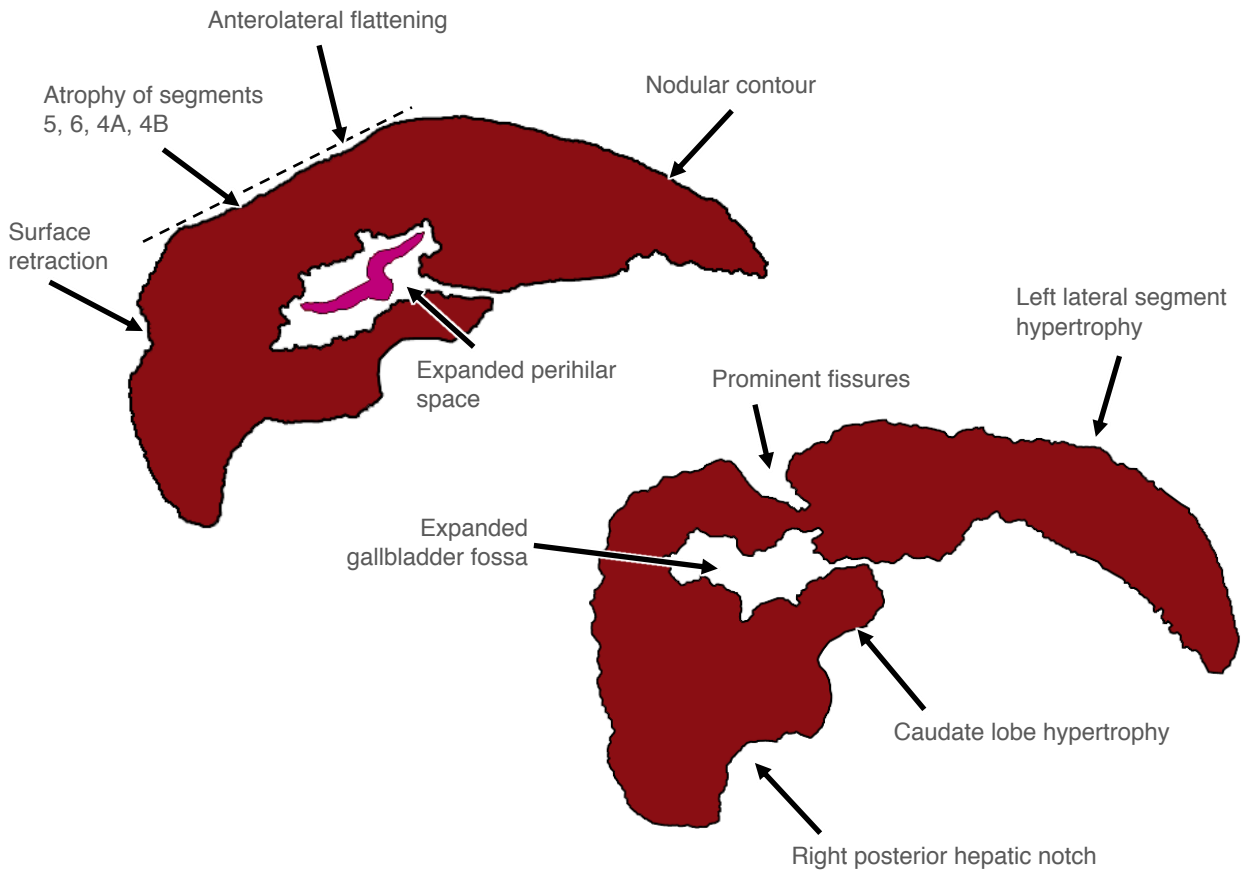 Anterolateral flattening
Atrophy of segments
5, 6, 4A, 4B
Nodular contour
Surface
retraction
Expanded perihilar
space
Left lateral segment
hypertrophy
Prominent fissures
Expanded
gallbladder fossa
Caudate lobe hypertrophy
Right posterior hepatic notch